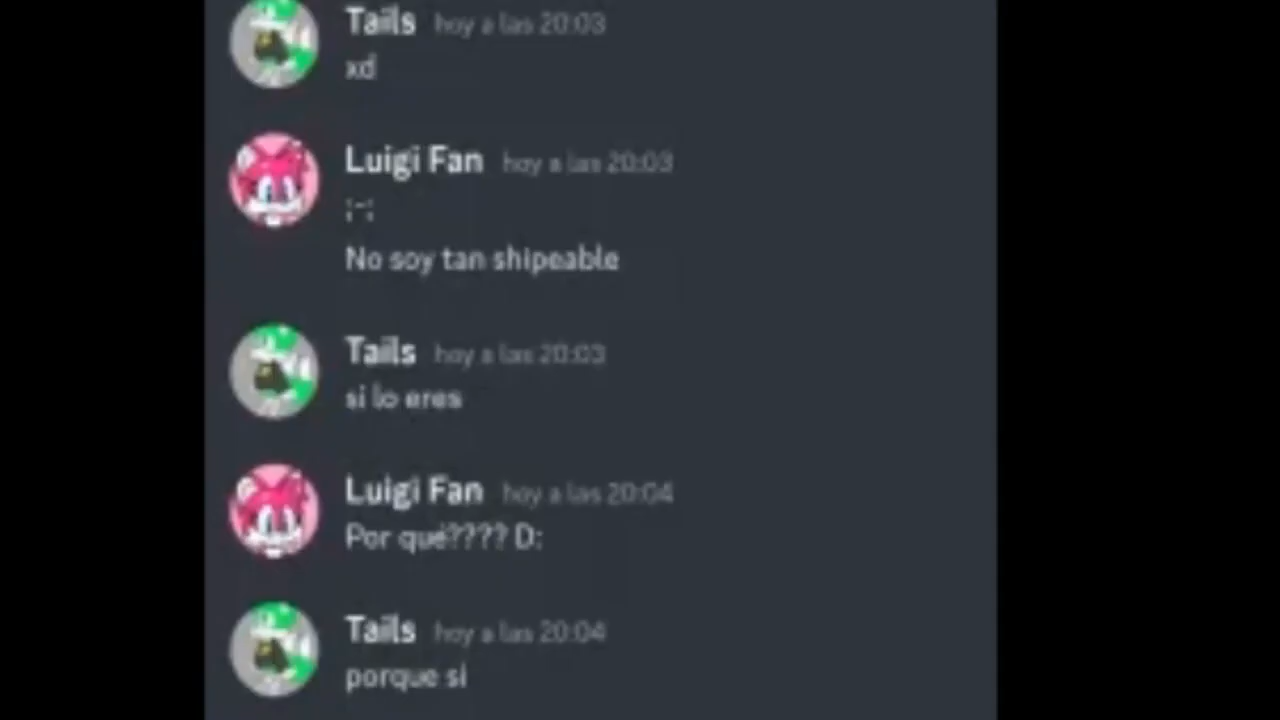 Tails hoy a las 20:03
xd
Luigi Fan hoy a las 20:03
;-;
No soy tan shipeable
Tails hoy a las 20:03
si lo eres
Luigi Fan hoy a las 20:04
Por qué???? D:
Tails hoy a las 20:04
porque si